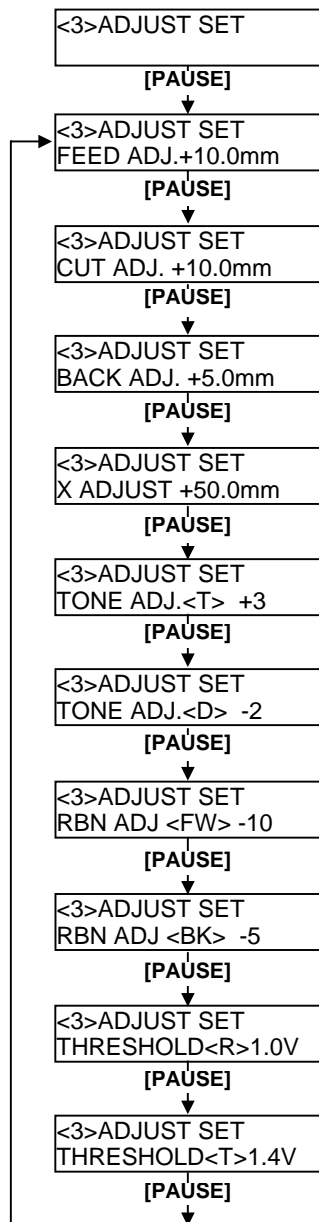 <3>ADJUST SET
[PAUSE]
<3>ADJUST SET
FEED ADJ.+10.0mm
[PAUSE]
<3>ADJUST SET
CUT ADJ. +10.0mm
[PAUSE]
<3>ADJUST SET
BACK ADJ. +5.0mm
[PAUSE]
<3>ADJUST SET
X ADJUST +50.0mm
[PAUSE]
<3>ADJUST SET
TONE ADJ.<T> +3
[PAUSE]
<3>ADJUST SET
TONE ADJ.<D> -2
[PAUSE]
<3>ADJUST SET
RBN ADJ <FW> -10
[PAUSE]
<3>ADJUST SET
RBN ADJ <BK> -5
[PAUSE]
<3>ADJUST SET
THRESHOLD<R>1.0V
[PAUSE]
<3>ADJUST SET
THRESHOLD<T>1.4V
[PAUSE]